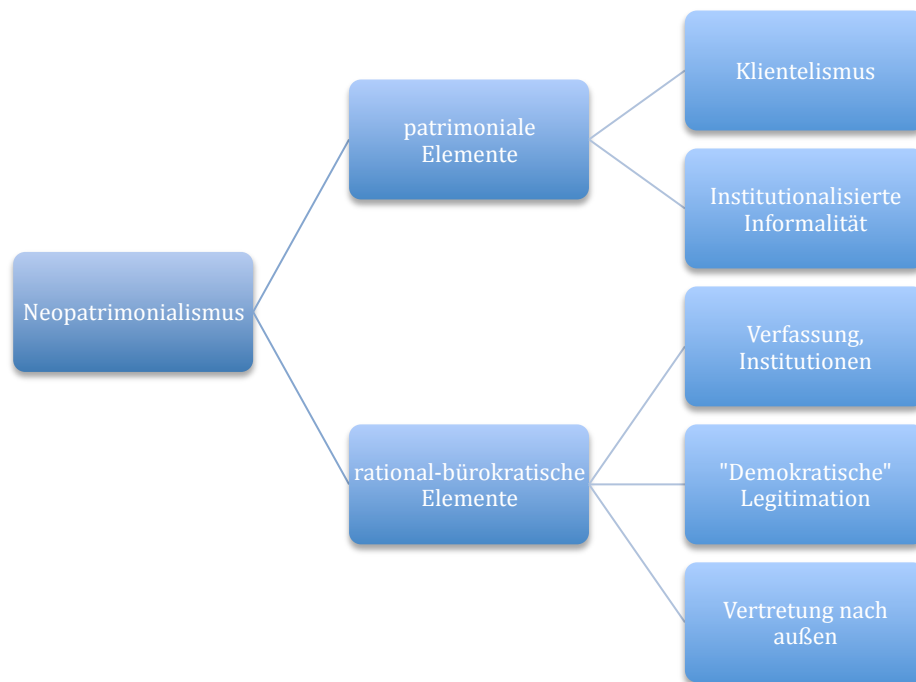 Neopatrimonialismus
patrimoniale
Elemente
Klientelismus
Institutionalisierte
Informalität
rational-bürokratische
Elemente
Verfassung,
Institutionen
"Demokratische"
Legitimation
Vertretung nach
außen